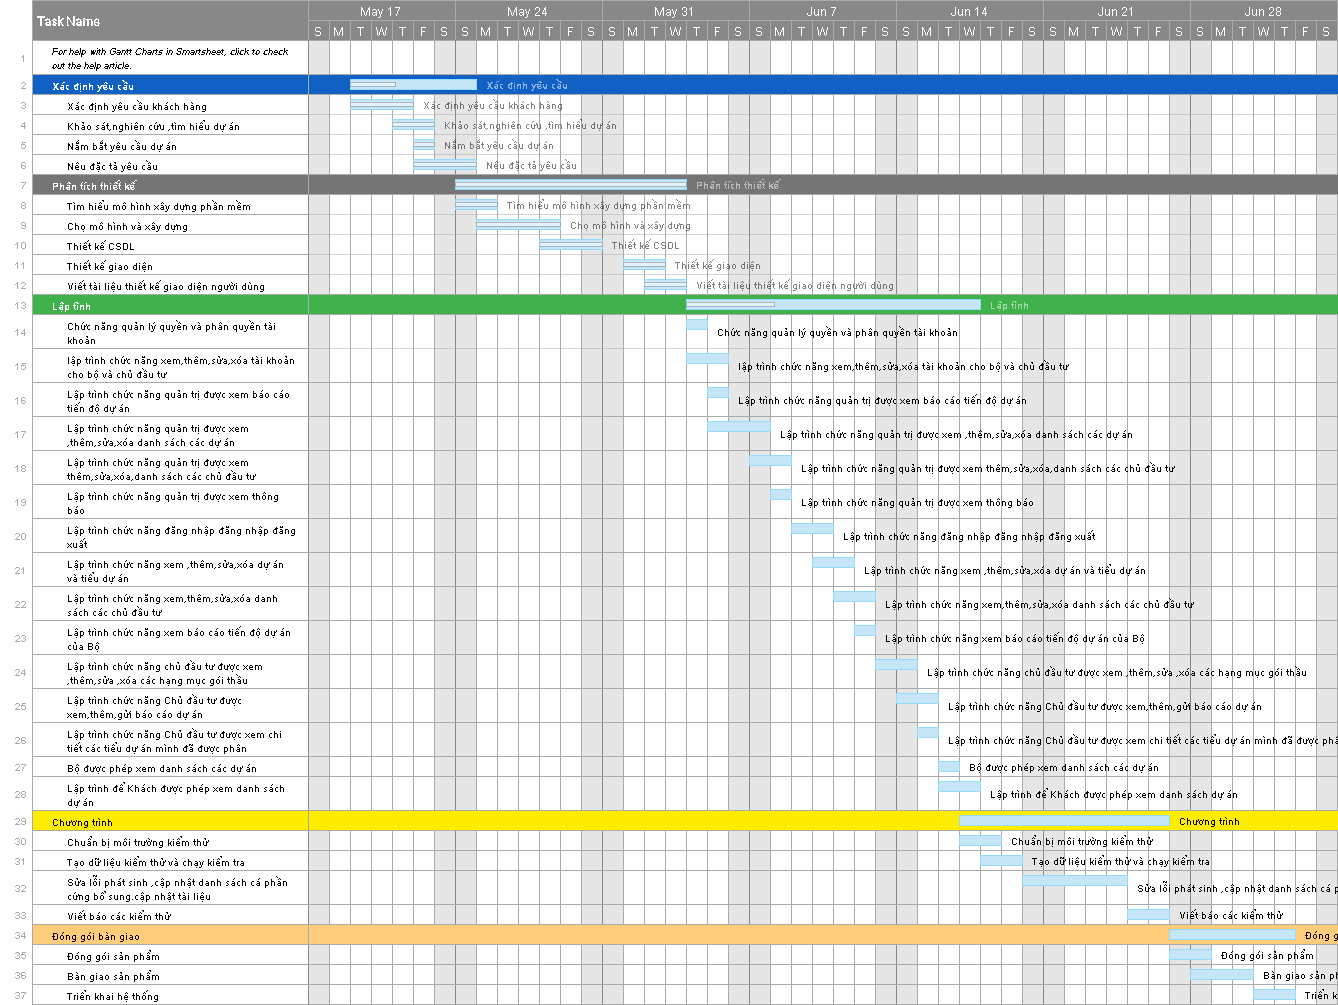 Task Name
May 17 May 24 May 31 Jun 7 Jun 14 Jun 21 Jun 28
S M T W T F S S M T W T F S S M T W T F S S M T W T F S S M T W T F S S M T W T F S S M T W T F S
1 For help with Gantt Charts in Smartsheet, click to check
out the help article.
2 Xác định yêu cầu Xác định yêu cầu
3 Xác định yêu cầu khách hàng Xác định yêu cầu khách hàng
4 Khảo sát,nghiên cứu ,tìm hiểu dự án Khảo sát,nghiên cứu ,tìm hiểu dự án
5 Nắm bắt yêu cầu dự án Nắm bắt yêu cầu dự án
6 Nêu đặc tả yêu cầu Nêu đặc tả yêu cầu
7 Phân tích thiết kế Phân tích thiết kế
8 Tìm hiểu mô hình xây dựng phần mềm Tìm hiểu mô hình xây dựng phần mềm
9 Chọ mô hình và xây dựng Chọ mô hình và xây dựng
10 Thiết kế CSDL Thiết kế CSDL
11 Thiết kế giao diện Thiết kế giao diện
12 Viết tài liệu thiết kế giao diện người dùng Viết tài liệu thiết kế giao diện người dùng
13 Lập tình Lập tình
14 Chức năng quản lý quyền và phân quyền tài
khoản
Chức năng quản lý quyền và phân quyền tài khoản
15 lập trình chức năng xem,thêm,sửa,xóa tài khoản
cho bộ và chủ đầu tư
lập trình chức năng xem,thêm,sửa,xóa tài khoản cho bộ và chủ đầu tư
16 Lập trình chức năng quản trị được xem báo cáo
tiến độ dự án
Lập trình chức năng quản trị được xem báo cáo tiến độ dự án
17 Lập trình chức năng quản trị được xem
,thêm,sửa,xóa danh sách các dự án
Lập trình chức năng quản trị được xem ,thêm,sửa,xóa danh sách các dự án
18 Lập trình chức năng quản trị được xem
thêm,sửa,xóa,danh sách các chủ đầu tư
Lập trình chức năng quản trị được xem thêm,sửa,xóa,danh sách các chủ đầu tư
19 Lập trình chức năng quản trị được xem thông
báo
Lập trình chức năng quản trị được xem thông báo
20 Lập trình chức năng đăng nhập đăng nhập đăng
xuất
Lập trình chức năng đăng nhập đăng nhập đăng xuất
21 Lập trình chức năng xem ,thêm,sửa,xóa dự án
và tiểu dự án
Lập trình chức năng xem ,thêm,sửa,xóa dự án và tiểu dự án
22 Lập trình chức năng xem,thêm,sửa,xóa danh
sách các chủ đầu tư
Lập trình chức năng xem,thêm,sửa,xóa danh sách các chủ đầu tư
23 Lập trình chức năng xem báo cáo tiến độ dự án
của Bộ
Lập trình chức năng xem báo cáo tiến độ dự án của Bộ
24 Lập trình chức năng chủ đầu tư được xem
,thêm,sửa ,xóa các hạng mục gói thầu
Lập trình chức năng chủ đầu tư được xem ,thêm,sửa ,xóa các hạng mục gói thầu
25 Lập trình chức năng Chủ đầu tư được
xem,thêm,gửi báo cáo dự án
Lập trình chức năng Chủ đầu tư được xem,thêm,gửi báo cáo dự án
26 Lập trình chức năng Chủ đầu tư được xem chi
tiết các tiểu dự án mình đã được phân
Lập trình chức năng Chủ đầu tư được xem chi tiết các tiểu dự án mình đã được phâ
27 Bộ được phép xem danh sách các dự án Bộ được phép xem danh sách các dự án
28 Lập trình để Khách được phép xem danh sách
dự án
Lập trình để Khách được phép xem danh sách dự án
29 Chương trình Chương trình
30 Chuẩn bị môi trường kiểm thử Chuẩn bị môi trường kiểm thử
31 Tạo dữ liệu kiểm thử và chạy kiểm tra Tạo dữ liệu kiểm thử và chạy kiểm tra
32 Sửa lỗi phát sinh ,cập nhật danh sách cá phần
cứng bổ sung.cập nhật tài liệu
Sửa lỗi phát sinh ,cập nhật danh sách cá p
33 Viết báo các kiểm thử Viết báo các kiểm thử
34 Đóng gói bàn giao Đóng g
35 Đóng gói sản phẩm Đóng gói sản phẩm
36 Bàn giao sản phẩm Bàn giao sản ph
37 Triển khai hệ thống Triển k